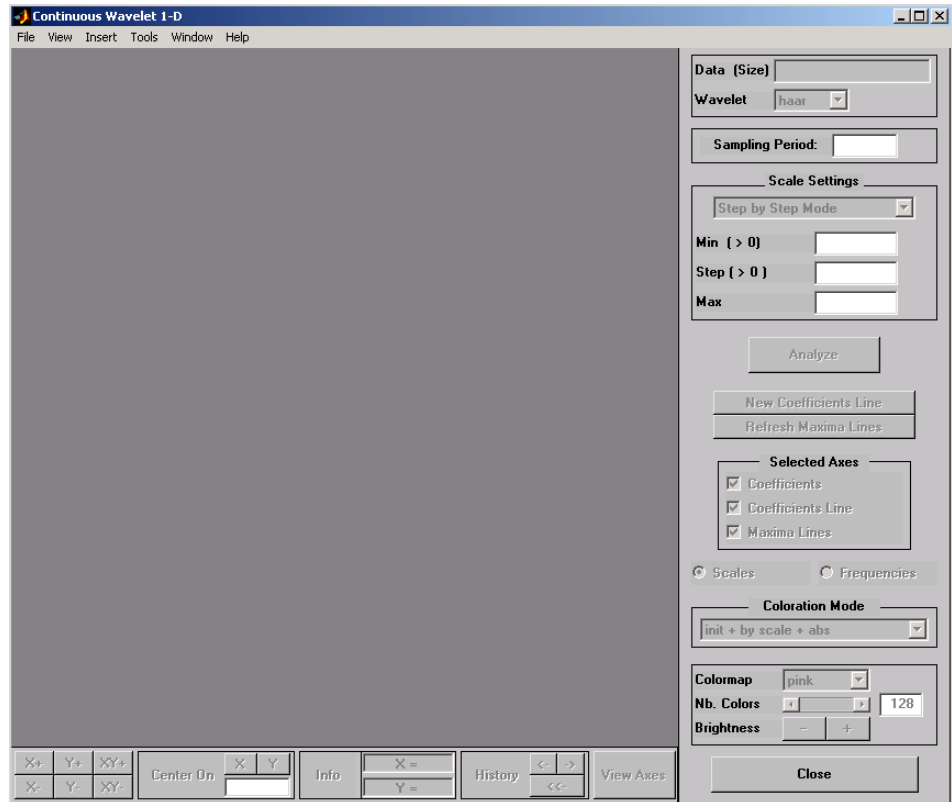 Continuous Wavelet 1-D
File View Insert Tools Window Help
Data (Size)
Wavelet haar
Sampling Period:
Scale Settings
Step by Step Mode
Min ( > 0)
Step ( > 0 )
Max
Analyze
New Coefficients Line
Refresh Maxima Lines
Selected Axes
Coefficients
Coefficients Line
Maxima Lines
Scales Frequencies
Coloration Mode
init + by scale + abs
Colormap pink
Nb. Colors 128
Brightness - +
X+ Y+ XY+ Center On X Y Info X = History <- -> View Axes
X- Y- XY- Y = <<-
Close